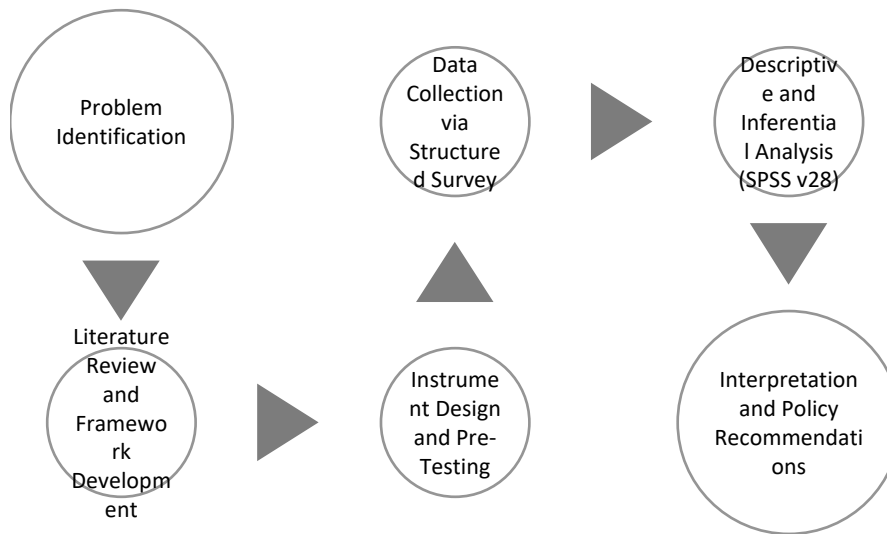 Problem
Identification
Literature
Review
and
Framewo
rk
Developm
ent
Instrume
nt Design
and Pre-
Testing
Data
Collection
via
Structure
d Survey
Descriptiv
e and
Inferentia
l Analysis
(SPSS v28)
Interpretation
and Policy
Recommendati
ons